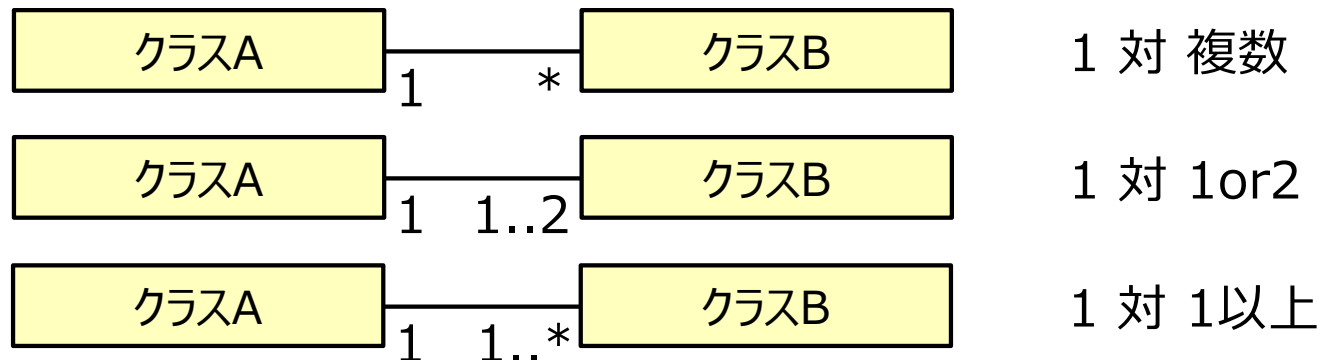 クラスA クラスB 1 対 複数
1 *
クラスA クラスB 1 対 1or2
1 1..2
クラスA クラスB 1 対 1以上
1 1..*